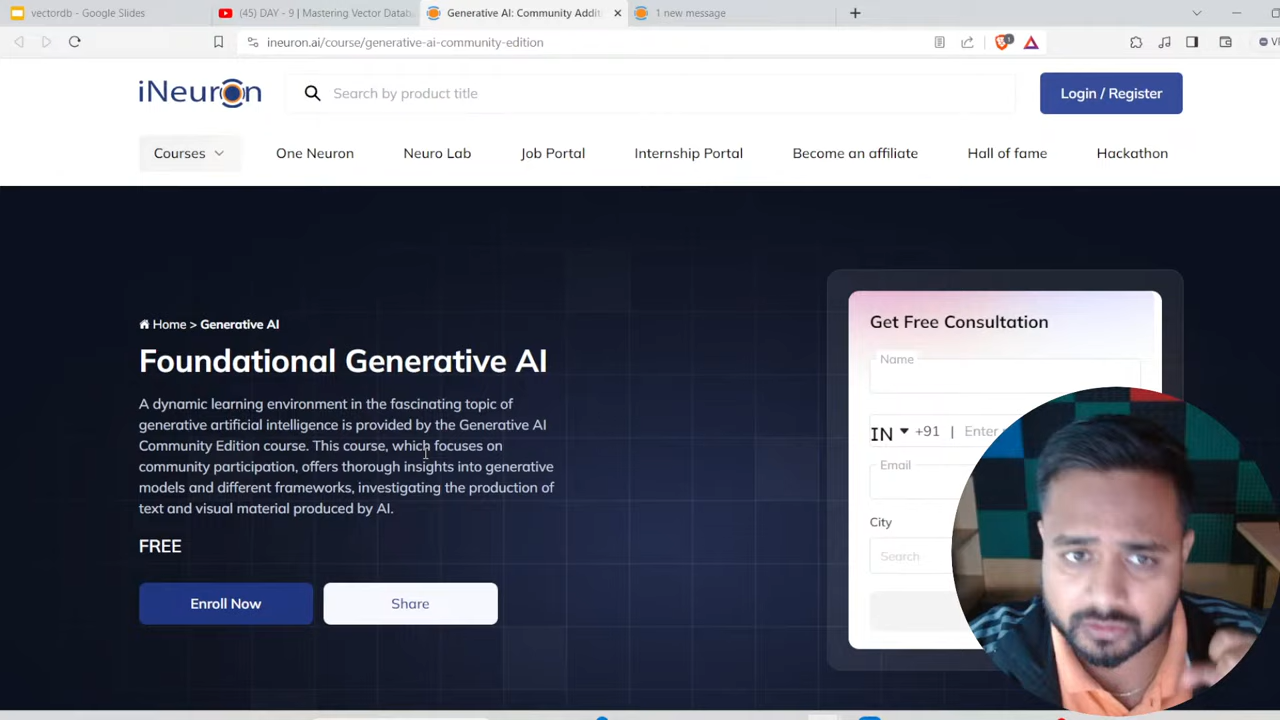 vectordb - Google Slides
(45) DAY - 9 | Mastering Vector Datab
Generative AI: Community Addit
1 new message
ineuron.ai/course/generative-ai-community-edition
1
iNeuron
Search by product title
Login / Register
Courses
One Neuron
Neuro Lab
Job Portal
Internship Portal
Become an affiliate
Hall of fame
Hackathon
Home > Generative AI
Foundational Generative AI
A dynamic learning environment in the fascinating topic of
generative artificial intelligence is provided by the Generative AI
Community Edition course. This course, which focuses on
community participation, offers thorough insights into generative
models and different frameworks, investigating the production of
text and visual material produced by AI.
FREE
Enroll Now
Share
Get Free Consultation
Name
IN +91 | Enter
Email
City
Search